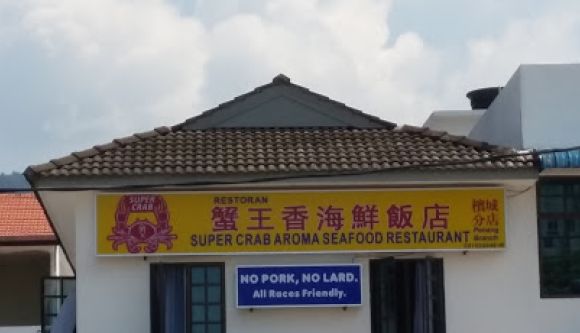 SUPER CRAB
RESTORAN
蟹王香海鮮飯店
SUPER CRAB AROMA SEAFOOD RESTAURANT
檳城
分店
Penang
Branch
NO PORK, NO LARD.
All Races Friendly.